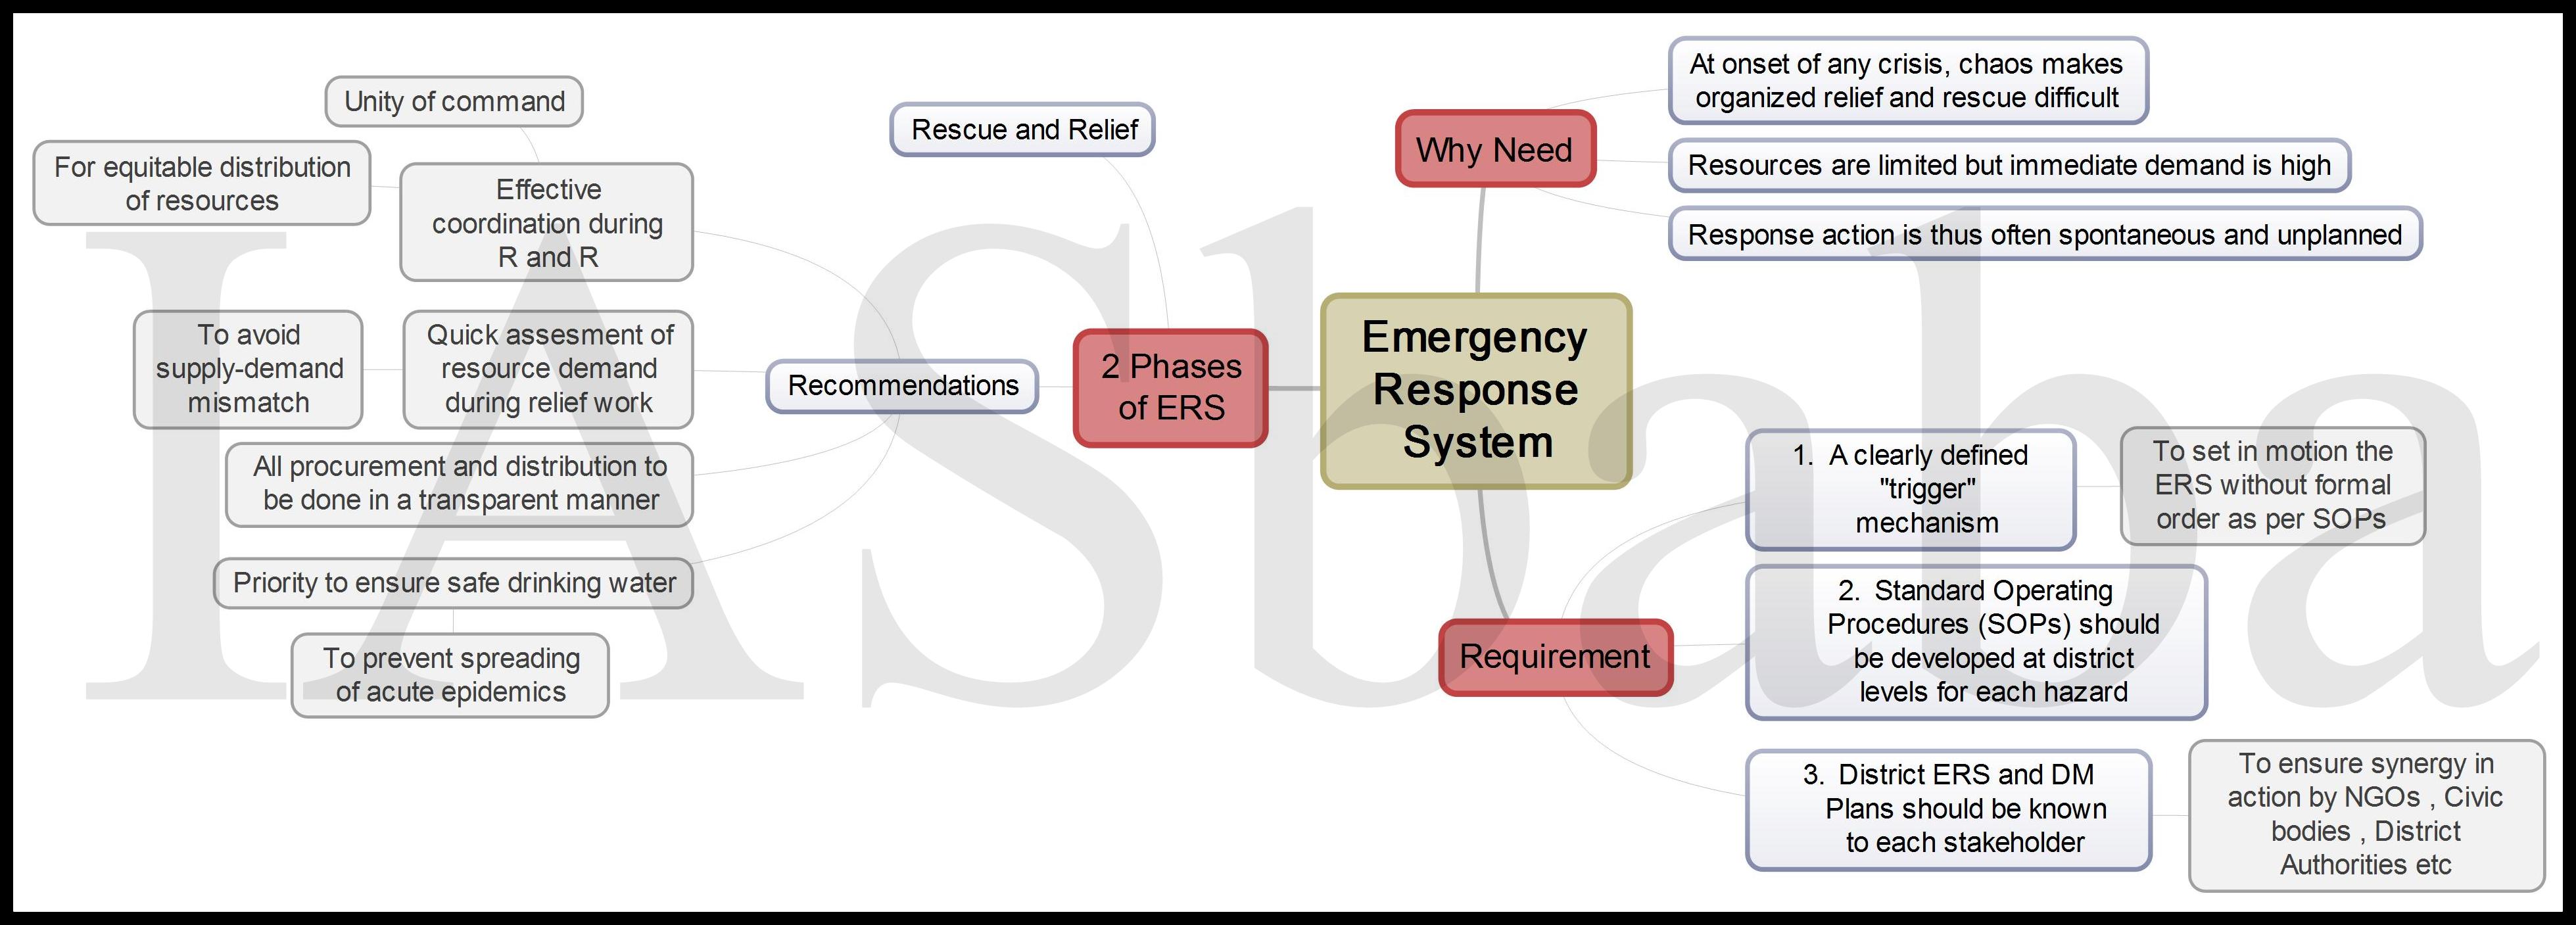 Unity of command
For equitable distribution
of resources
Effective
coordination during
R and R
To avoid
supply-demand
mismatch
Quick assesment of
resource demand
during relief work
All procurement and distribution to
be done in a transparent manner
Priority to ensure safe drinking water
To prevent spreading
of acute epidemics
Recommendations
Rescue and Relief
2 Phases
of ERS
Emergency
Response
System
Why Need
At onset of any crisis, chaos makes
organized relief and rescue difficult
Resources are limited but immediate demand is high
Response action is thus often spontaneous and unplanned
Requirement
1. A clearly defined
"trigger"
mechanism
To set in motion the
ERS without formal
order as per SOPs
2. Standard Operating
Procedures (SOPs) should
be developed at district
levels for each hazard
3. District ERS and DM
Plans should be known
to each stakeholder
To ensure synergy in
action by NGOs , Civic
bodies , District
Authorities etc
IASbaba